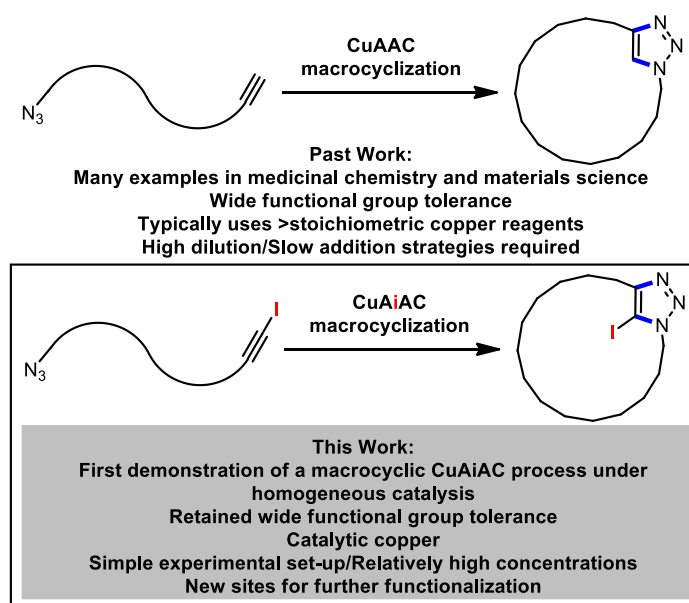 CuAAC
macrocyclization
N3
N
N
N
Past Work:
Many examples in medicinal chemistry and materials science
Wide functional group tolerance
Typically uses >stoichiometric copper reagents
High dilution/Slow addition strategies required
I
CuAiAC
macrocyclization
N3
N
N
N
I
This Work:
First demonstration of a macrocyclic CuAiAC process under
homogeneous catalysis
Retained wide functional group tolerance
Catalytic copper
Simple experimental set-up/Relatively high concentrations
New sites for further functionalization